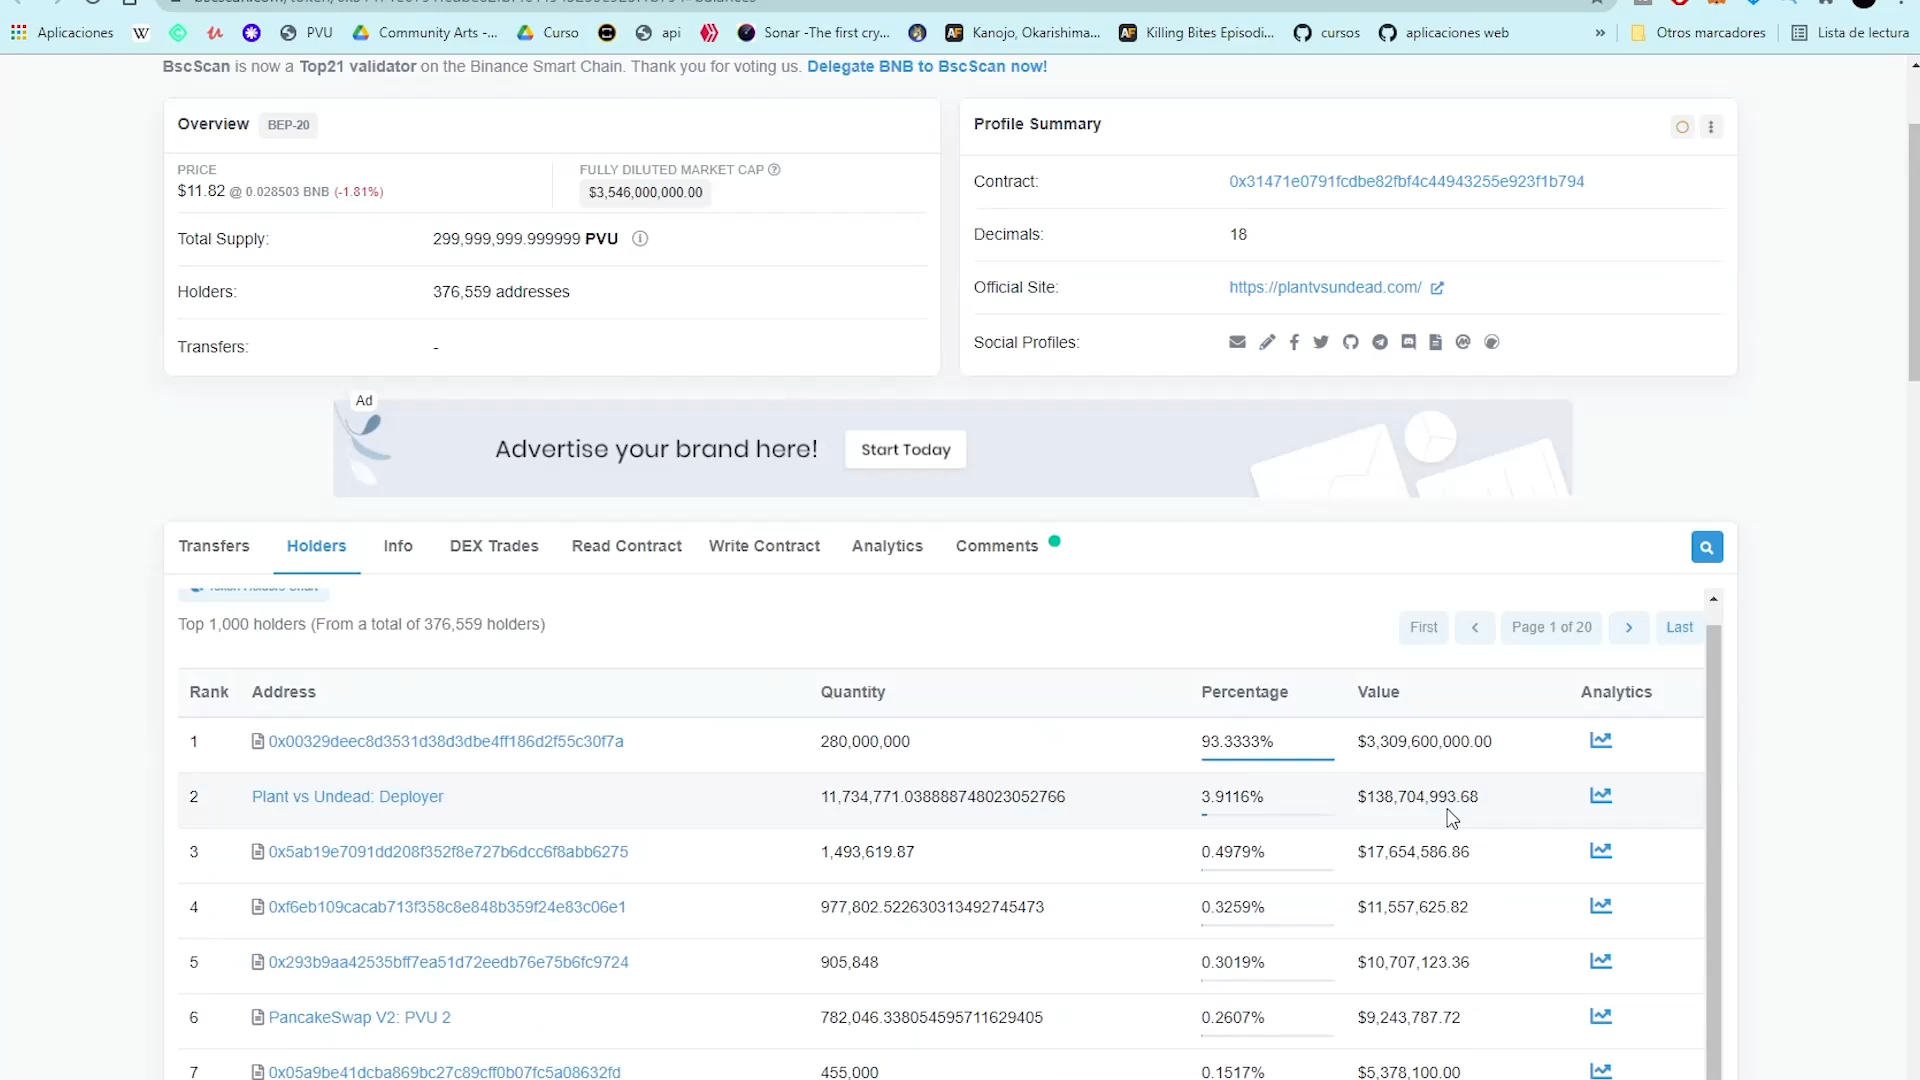 Aplicaciones
PVU
Community Arts -...
Curso
api
Sonar -The first cry...
Kanojo, Okarishima...
Killing Bites Episodi...
cursos
aplicaciones web
»
Otros marcadores
Lista de lectura
BscScan is now a Top21 validator on the Binance Smart Chain. Thank you for voting us. Delegate BNB to BscScan now!
Overview BEP-20
PRICE
$11.82 @ 0.028503 BNB (-1.81%)
FULLY DILUTED MARKET CAP
$3,546,000,000.00
Total Supply: 299,999,999.999999 PVU
Holders: 376,559 addresses
Transfers: -
Profile Summary
Contract: 0x31471e0791fcdbe82fbf4c44943255e923f1b794
Decimals: 18
Official Site: https://plantvsundead.com/
Social Profiles:
Ad
Advertise your brand here! Start Today
Transfers Holders Info DEX Trades Read Contract Write Contract Analytics Comments
Top 1,000 holders (From a total of 376,559 holders)
First Page 1 of 20 Last
Rank Address Quantity Percentage Value Analytics
1 0x00329deec8d3531d38d3dbe4ff186d2f55c30f7a 280,000,000 93.3333% $3,309,600,000.00
2 Plant vs Undead: Deployer 11,734,771.038888748023052766 3.9116% $138,704,993.68
3 0x5ab19e7091dd208f352f8e727b6dcc6f8abb6275 1,493,619.87 0.4979% $17,654,586.86
4 0xf6eb109cacab713f358c8e848b359f24e83c06e1 977,802.522630313492745473 0.3259% $11,557,625.82
5 0x293b9aa42535bff7ea51d72eedb76e75b6fc9724 905,848 0.3019% $10,707,123.36
6 PancakeSwap V2: PVU 2 782,046.338054595711629405 0.2607% $9,243,787.72
7 0x05a9be41dcba869bc27c89cff0b07fc5a08632fd 455,000 0.1517% $5,378,100.00